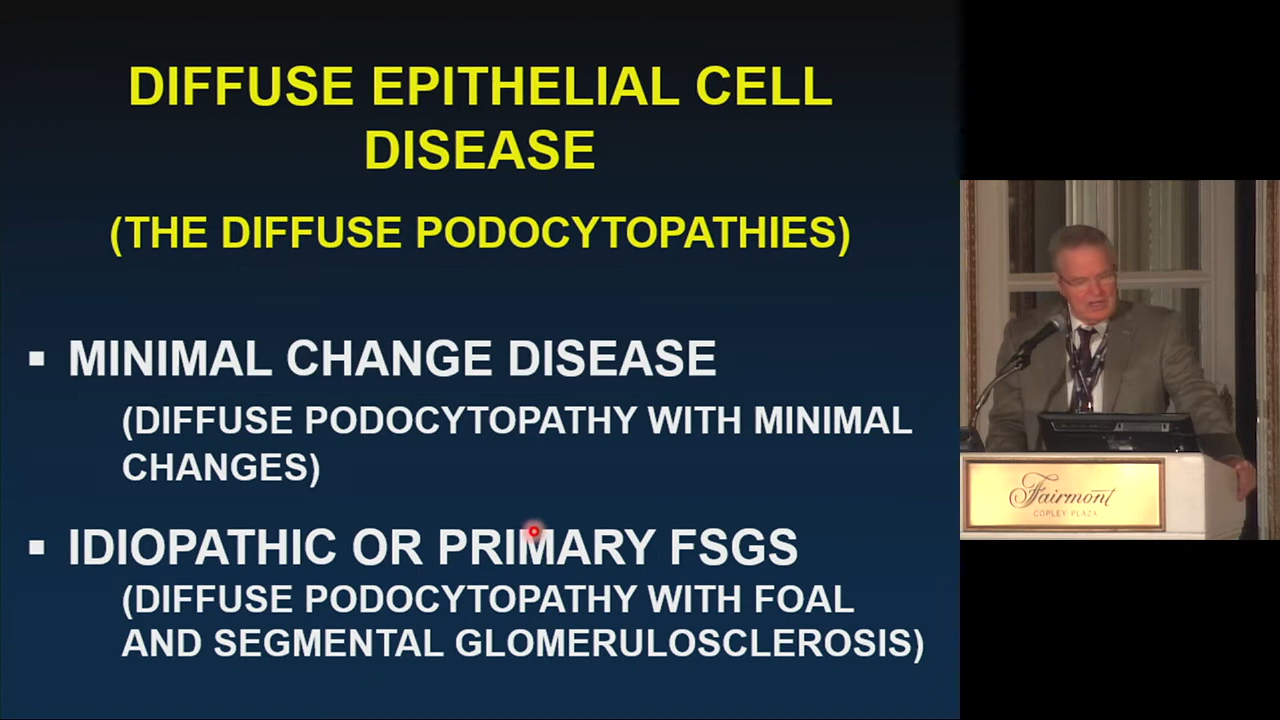 DIFFUSE EPITHELIAL CELL
DISEASE
(THE DIFFUSE PODOCYTOPATHIES)
▪ MINIMAL CHANGE DISEASE
(DIFFUSE PODOCYTOPATHY WITH MINIMAL
CHANGES)
▪ IDIOPATHIC OR PRIMARY FSGS
(DIFFUSE PODOCYTOPATHY WITH FOAL
AND SEGMENTAL GLOMERULOSCLEROSIS)
Fairmont
COPLEY PLAZA